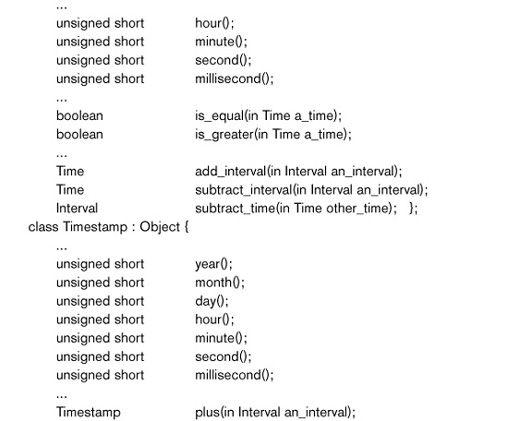 ...
unsigned short hour();
unsigned short minute();
unsigned short second();
unsigned short millisecond();
...
boolean is_equal(in Time a_time);
boolean is_greater(in Time a_time);
...
Time add_interval(in Interval an_interval);
Time subtract_interval(in Interval an_interval);
Interval subtract_time(in Time other_time); };
class Timestamp : Object {
...
unsigned short year();
unsigned short month();
unsigned short day();
unsigned short hour();
unsigned short minute();
unsigned short second();
unsigned short millisecond();
...
Timestamp plus(in Interval an_interval);